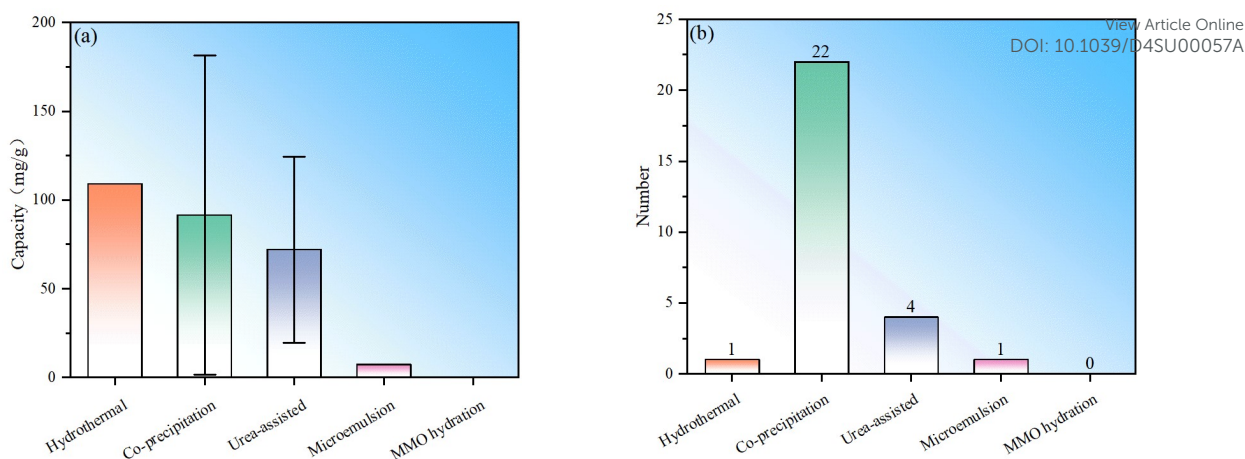 (a)
Capacity（mg/g）
200
150
100
50
0
Hydrothermal
Co-precipitation
Urea-assisted
Microemulsion
MMO hydration
(b)
View Article Online
DOI: 10.1039/D4SU00057A
Number
25
20
15
10
5
0
1
22
4
1
0
Hydrothermal
Co-precipitation
Urea-assisted
Microemulsion
MMO hydration